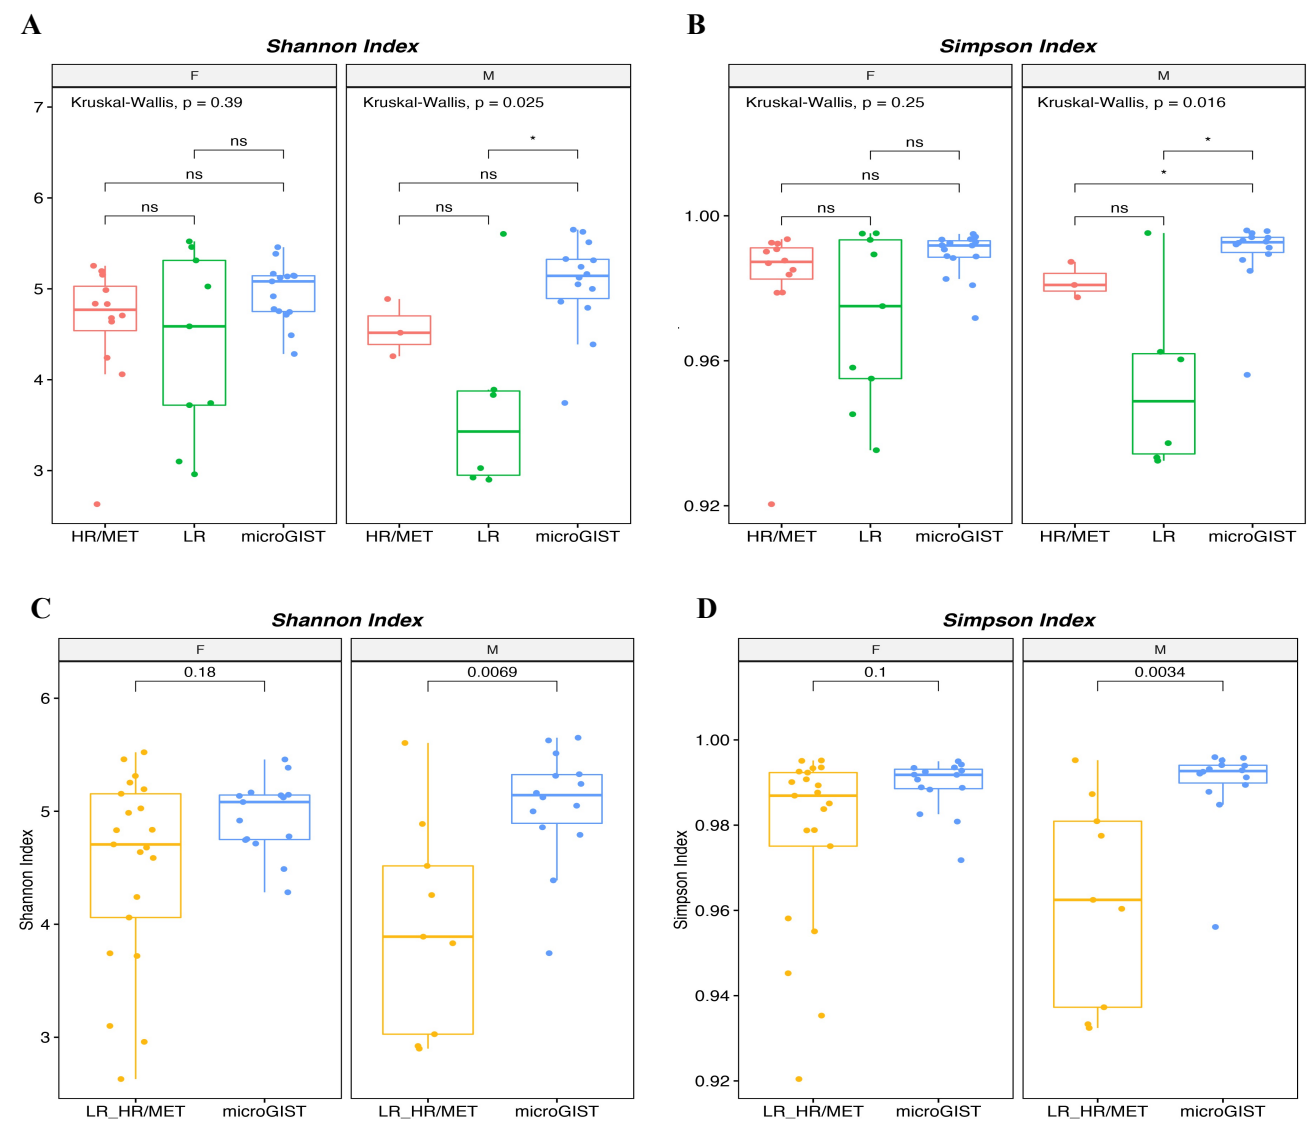 A
Shannon Index
F
M
Kruskal-Wallis, p = 0.39
Kruskal-Wallis, p = 0.025
ns
ns
ns
*
ns
ns
7
6
5
4
3
HR/MET
LR
microGIST
HR/MET
LR
microGIST
B
Simpson Index
F
M
Kruskal-Wallis, p = 0.25
Kruskal-Wallis, p = 0.016
ns
ns
ns
*
*
ns
1.00
0.96
0.92
HR/MET
LR
microGIST
HR/MET
LR
microGIST
C
Shannon Index
F
M
0.18
0.0069
Shannon Index
6
5
4
3
LR_HR/MET
microGIST
LR_HR/MET
microGIST
D
Simpson Index
F
M
0.1
0.0034
Simpson Index
1.00
0.98
0.96
0.94
0.92
LR_HR/MET
microGIST
LR_HR/MET
microGIST